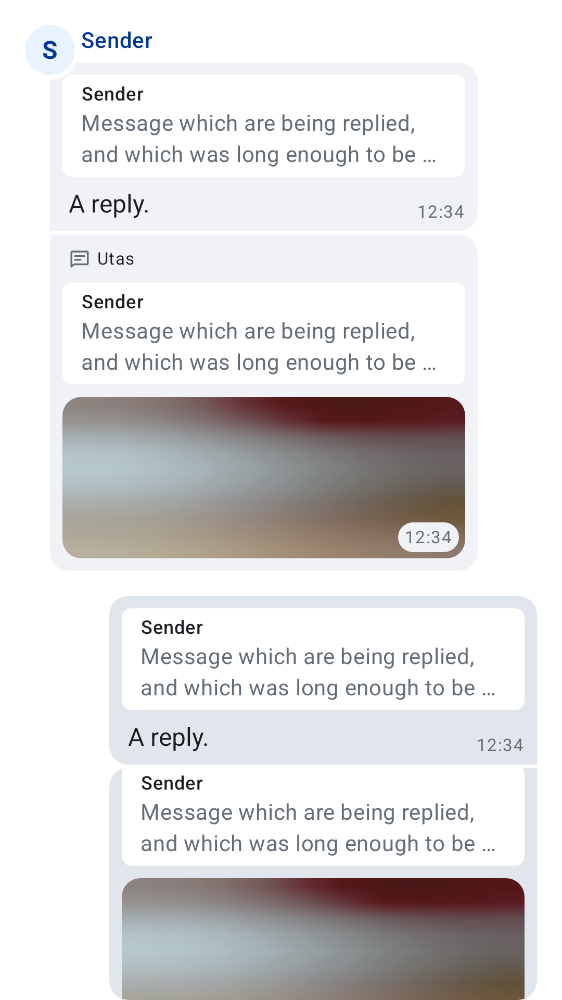 S
Sender
Sender
Message which are being replied,
and which was long enough to be …
A reply.
12:34
Utas
Sender
Message which are being replied,
and which was long enough to be …
12:34
Sender
Message which are being replied,
and which was long enough to be …
A reply.
12:34
Sender
Message which are being replied,
and which was long enough to be …